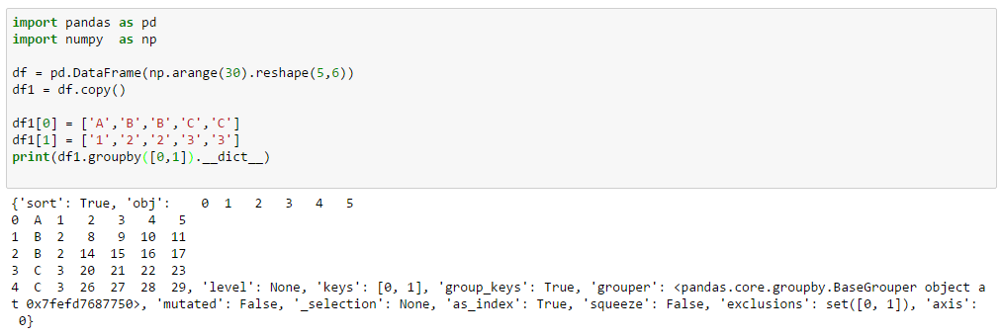 import pandas as pd
import numpy  as np
df = pd.DataFrame(np.arange(30).reshape(5,6))
df1 = df.copy()
df1[0] = ['A','B','B','C','C']
df1[1] = ['1','2','2','3','3']
print(df1.groupby([0,1]).__dict__)
{'sort': True, 'obj':    0  1   2   3   4   5
0  A  1   2   3   4   5
1  B  2   8   9  10  11
2  B  2  14  15  16  17
3  C  3  20  21  22  23
4  C  3  26  27  28  29, 'level': None, 'keys': [0, 1], 'group_keys': True, 'grouper': <pandas.core.groupby.BaseGrouper object a
t 0x7fefd7687750>, 'mutated': False, '_selection': None, 'as_index': True, 'squeeze': False, 'exclusions': set([0, 1]), 'axis':
 0}